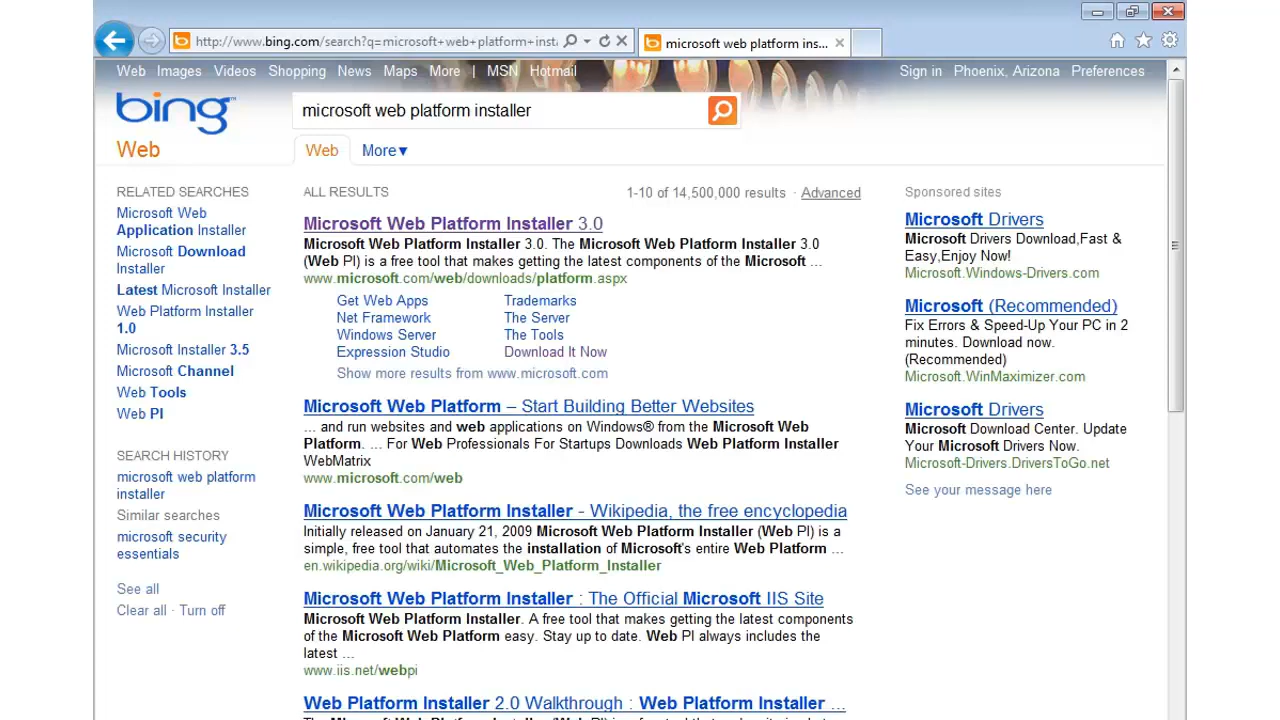 http://www.bing.com/search?q=microsoft+web+platform+inst
microsoft web platform ins...
Web Images Videos Shopping News Maps More | MSN Hotmail
Sign in Phoenix, Arizona Preferences
bing™
microsoft web platform installer
Web
Web More▼
RELATED SEARCHES
Microsoft Web
Application Installer
Microsoft Download
Installer
Latest Microsoft Installer
Web Platform Installer
1.0
Microsoft Installer 3.5
Microsoft Channel
Web Tools
Web PI
SEARCH HISTORY
microsoft web platform
installer
Similar searches
microsoft security
essentials
See all
Clear all · Turn off
ALL RESULTS
1-10 of 14,500,000 results · Advanced
Microsoft Web Platform Installer 3.0
Microsoft Web Platform Installer 3.0. The Microsoft Web Platform Installer 3.0
(Web PI) is a free tool that makes getting the latest components of the Microsoft ...
www.microsoft.com/web/downloads/platform.aspx
Get Web Apps Trademarks
Net Framework The Server
Windows Server The Tools
Expression Studio Download It Now
Show more results from www.microsoft.com
Microsoft Web Platform – Start Building Better Websites
... and run websites and web applications on Windows® from the Microsoft Web
Platform. ... For Web Professionals For Startups Downloads Web Platform Installer
WebMatrix
www.microsoft.com/web
Microsoft Web Platform Installer - Wikipedia, the free encyclopedia
Initially released on January 21, 2009 Microsoft Web Platform Installer (Web PI) is a
simple, free tool that automates the installation of Microsoft's entire Web Platform ...
en.wikipedia.org/wiki/Microsoft_Web_Platform_Installer
Microsoft Web Platform Installer : The Official Microsoft IIS Site
Microsoft Web Platform Installer. A free tool that makes getting the latest components
of the Microsoft Web Platform easy. Stay up to date. Web PI always includes the
latest ...
www.iis.net/webpi
Web Platform Installer 2.0 Walkthrough : Web Platform Installer ...
Sponsored sites
Microsoft Drivers
Microsoft Drivers Download,Fast &
Easy,Enjoy Now!
Microsoft.Windows-Drivers.com
Microsoft (Recommended)
Fix Errors & Speed-Up Your PC in 2
minutes. Download now.
(Recommended)
Microsoft.WinMaximizer.com
Microsoft Drivers
Microsoft Download Center. Update
Your Microsoft Drivers Now.
Microsoft-Drivers.DriversToGo.net
See your message here